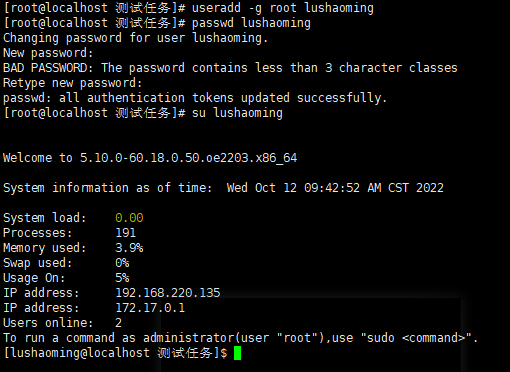 [root@localhost 测试任务]# useradd -g root lushaoming
[root@localhost 测试任务]# passwd lushaoming
Changing password for user lushaoming.
New password:
BAD PASSWORD: The password contains less than 3 character classes
Retype new password:
passwd: all authentication tokens updated successfully.
[root@localhost 测试任务]# su lushaoming
Welcome to 5.10.0-60.18.0.50.oe2203.x86_64
System information as of time:  Wed Oct 12 09:42:52 AM CST 2022
System load:    0.00
Processes:      191
Memory used:    3.9%
Swap used:      0%
Usage On:       5%
IP address:     192.168.220.135
IP address:     172.17.0.1
Users online:   2
To run a command as administrator(user "root"),use "sudo <command>".
[lushaoming@localhost 测试任务]$